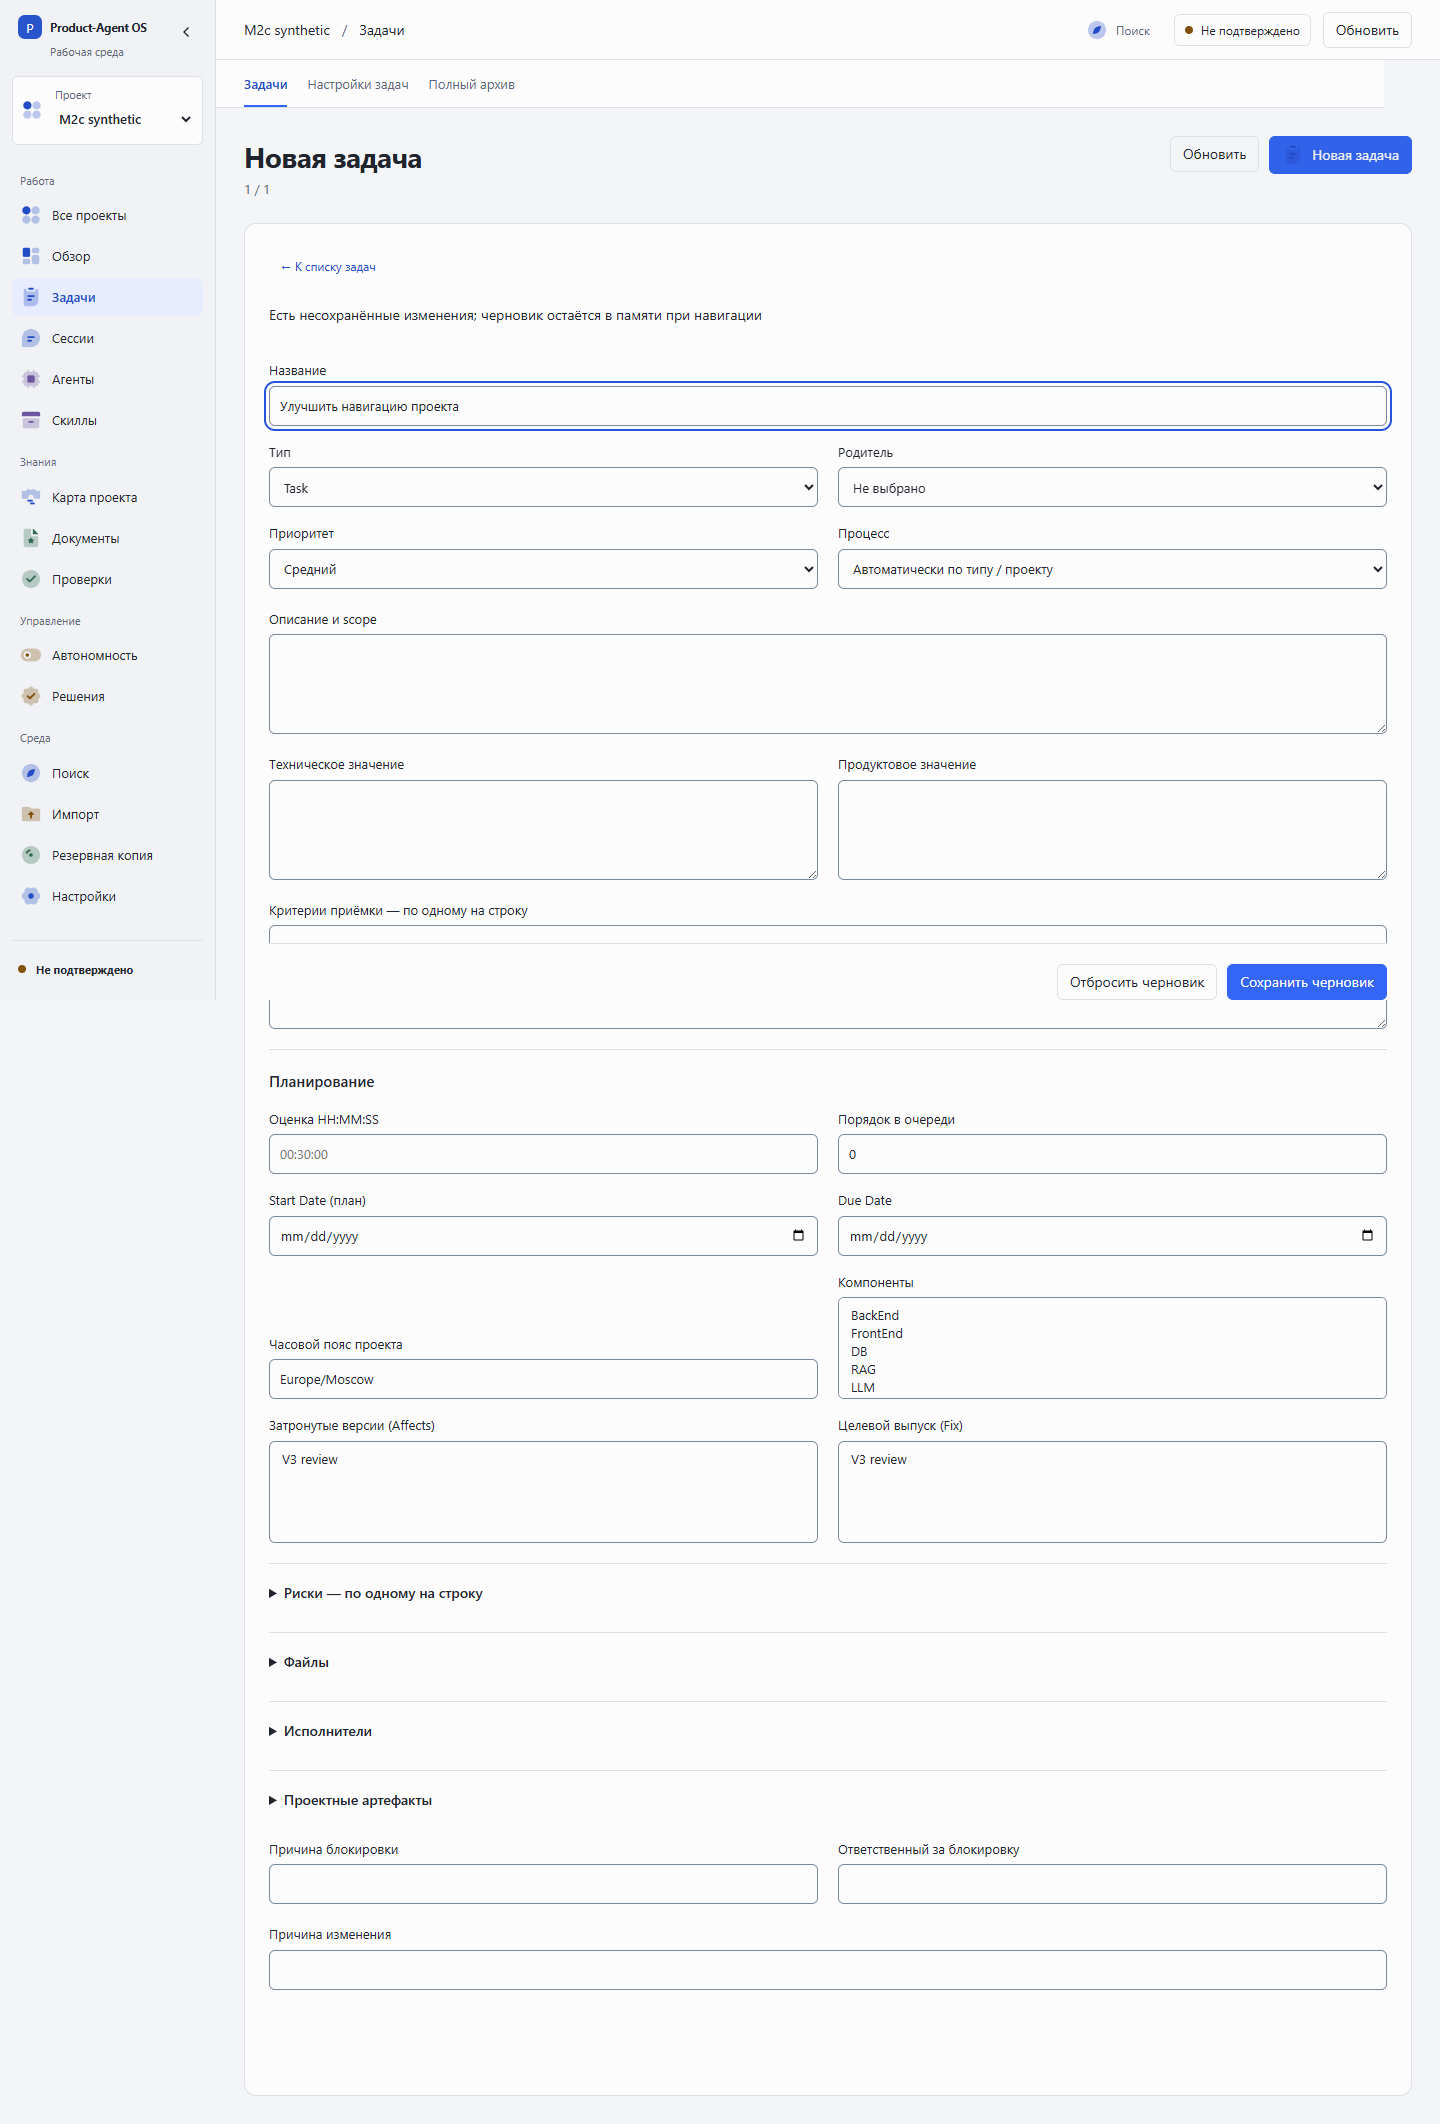 P Product-Agent OS
Рабочая среда
Проект
M2c synthetic
Работа
Все проекты
Обзор
Задачи
Сессии
Агенты
Скиллы
Знания
Карта проекта
Документы
Проверки
Управление
Автономность
Решения
Среда
Поиск
Импорт
Резервная копия
Настройки
Не подтверждено
M2c synthetic / Задачи
Поиск
Не подтверждено
Обновить
Задачи Настройки задач Полный архив
Новая задача
1 / 1
Обновить
Новая задача
← К списку задач
Есть несохранённые изменения; черновик остаётся в памяти при навигации
Название
Улучшить навигацию проекта
Тип
Task
Родитель
Не выбрано
Приоритет
Средний
Процесс
Автоматически по типу / проекту
Описание и scope
Техническое значение
Продуктовое значение
Критерии приёмки — по одному на строку
Отбросить черновик
Сохранить черновик
Планирование
Оценка HH:MM:SS
00:30:00
Порядок в очереди
0
Start Date (план)
mm/dd/yyyy
Due Date
mm/dd/yyyy
Часовой пояс проекта
Europe/Moscow
Компоненты
BackEnd
FrontEnd
DB
RAG
LLM
Затронутые версии (Affects)
V3 review
Целевой выпуск (Fix)
V3 review
Риски — по одному на строку
Файлы
Исполнители
Проектные артефакты
Причина блокировки
Ответственный за блокировку
Причина изменения